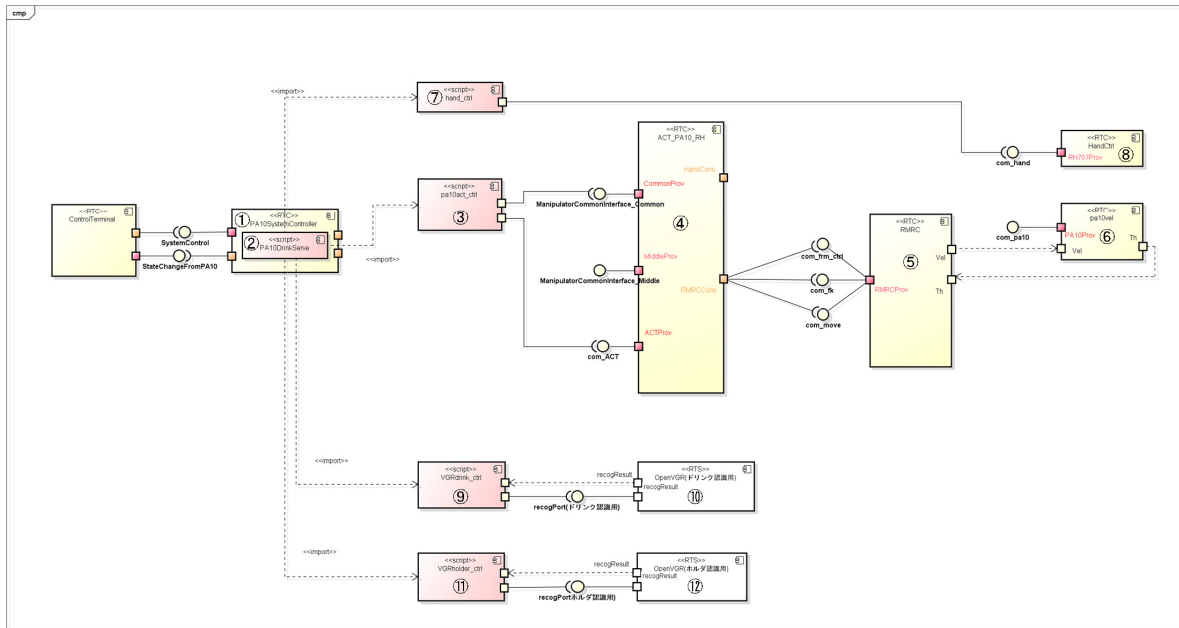 cmp
<<import>>
<<script>>
⑦ hand_ctrl
<<RTC>>
ACT_PA10_RH
HandCons
CommonProv
④
MiddleProv
RMRCCons
ACTProv
<<RTC>>
HandCtrl
RH707Prov
⑧
com_hand
<<RTC>>
ControlTerminal
SystemControl
StateChangeFromPA10
①
<<RTC>>
PA10SystemController
②
<<script>>
PA10DrinkServe
<<import>>
<<script>>
pa10act_ctrl
③
ManipulatorCommonInterface_Common
ManipulatorCommonInterface_Middle
com_ACT
com_frm_ctrl
com_fk
com_move
<<RTC>>
RMRC
⑤
Vel
RMRCProv
Th
com_pa10
<<RTC>>
pa10vel
PA10Prov
⑥
Vel
Th
<<import>>
<<script>>
VGRdrink_ctrl
⑨
recogResult
recogPort(ドリンク認識用)
<<RTS>>
OpenVGR(ドリンク認識用)
recogResult
⑩
<<import>>
<<script>>
VGRholder_ctrl
⑪
recogResult
recogPortホルダ認識用)
<<RTS>>
OpenVGR(ホルダ認識用)
recogResult
⑫